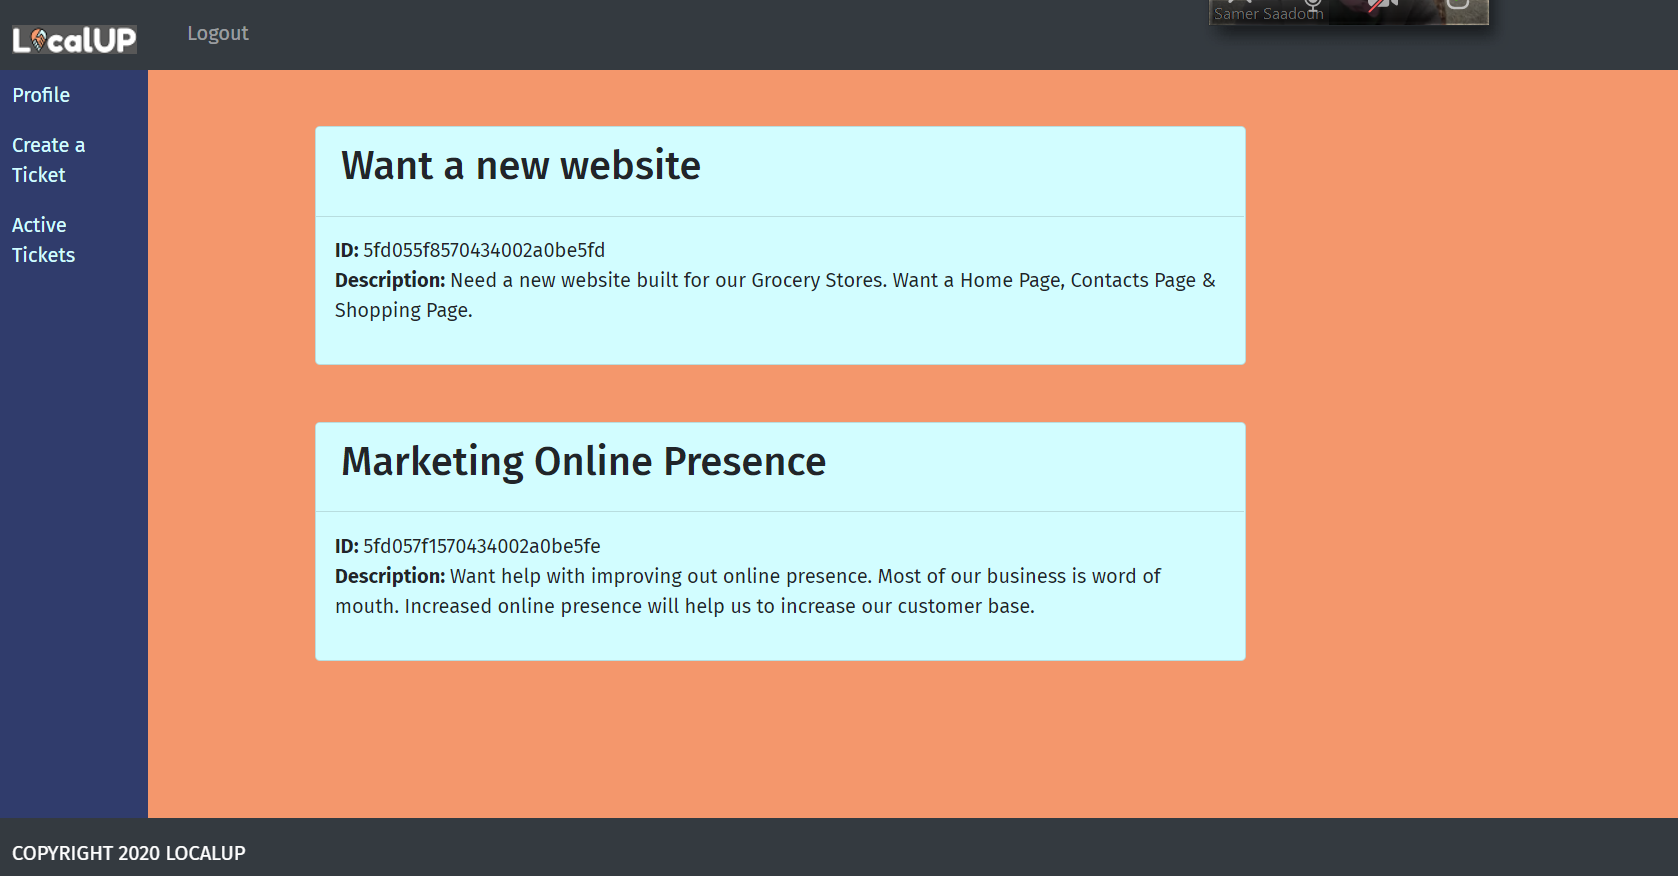 LocalUP
Logout
Samer Saadoun
Profile
Create a
Ticket
Active
Tickets
Want a new website
ID: 5fd055f8570434002a0be5fd
Description: Need a new website built for our Grocery Stores. Want a Home Page, Contacts Page &
Shopping Page.
Marketing Online Presence
ID: 5fd057f1570434002a0be5fe
Description: Want help with improving out online presence. Most of our business is word of
mouth. Increased online presence will help us to increase our customer base.
COPYRIGHT 2020 LOCALUP